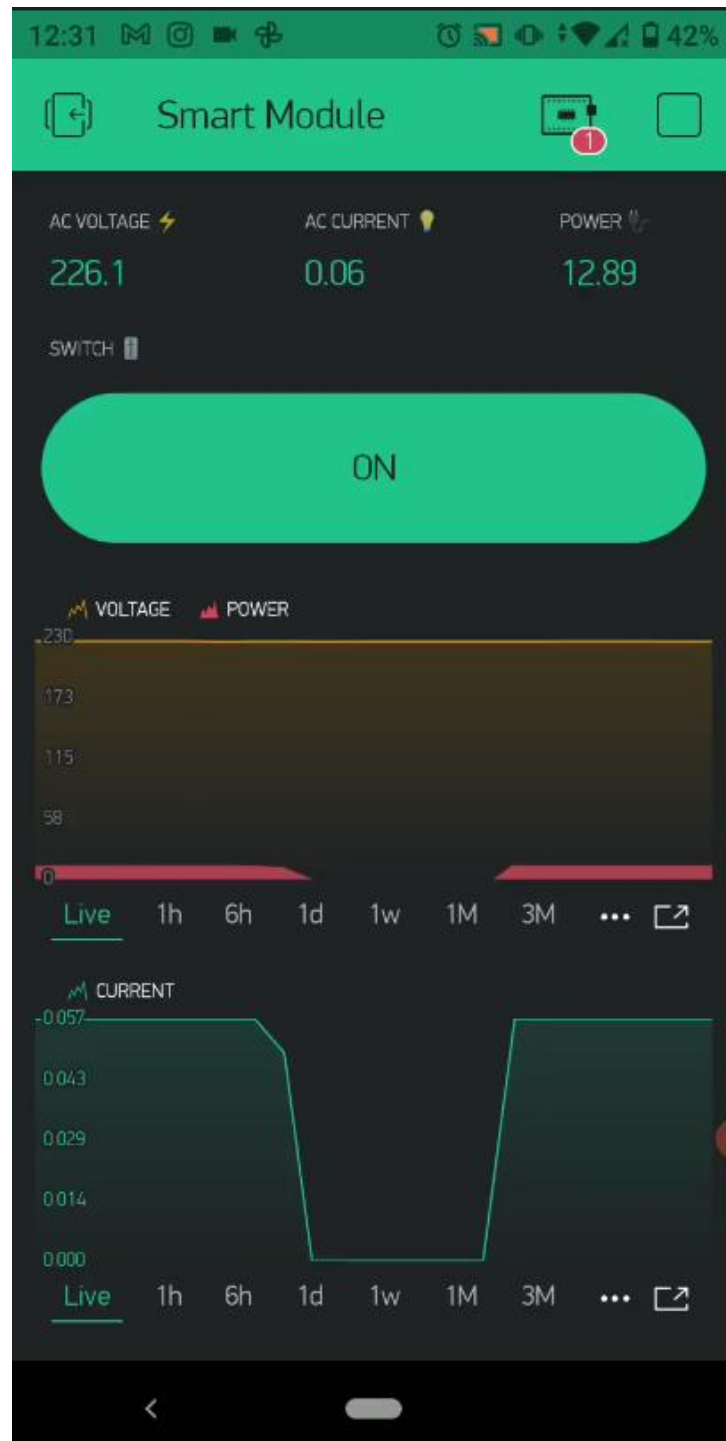 12:31 42%
Smart Module 1
AC VOLTAGE AC CURRENT POWER
226.1 0.06 12.89
SWITCH
ON
VOLTAGE POWER
230
173
115
58
0
Live 1h 6h 1d 1w 1M 3M ...
CURRENT
0.057
0.043
0.029
0.014
0.000
Live 1h 6h 1d 1w 1M 3M ...